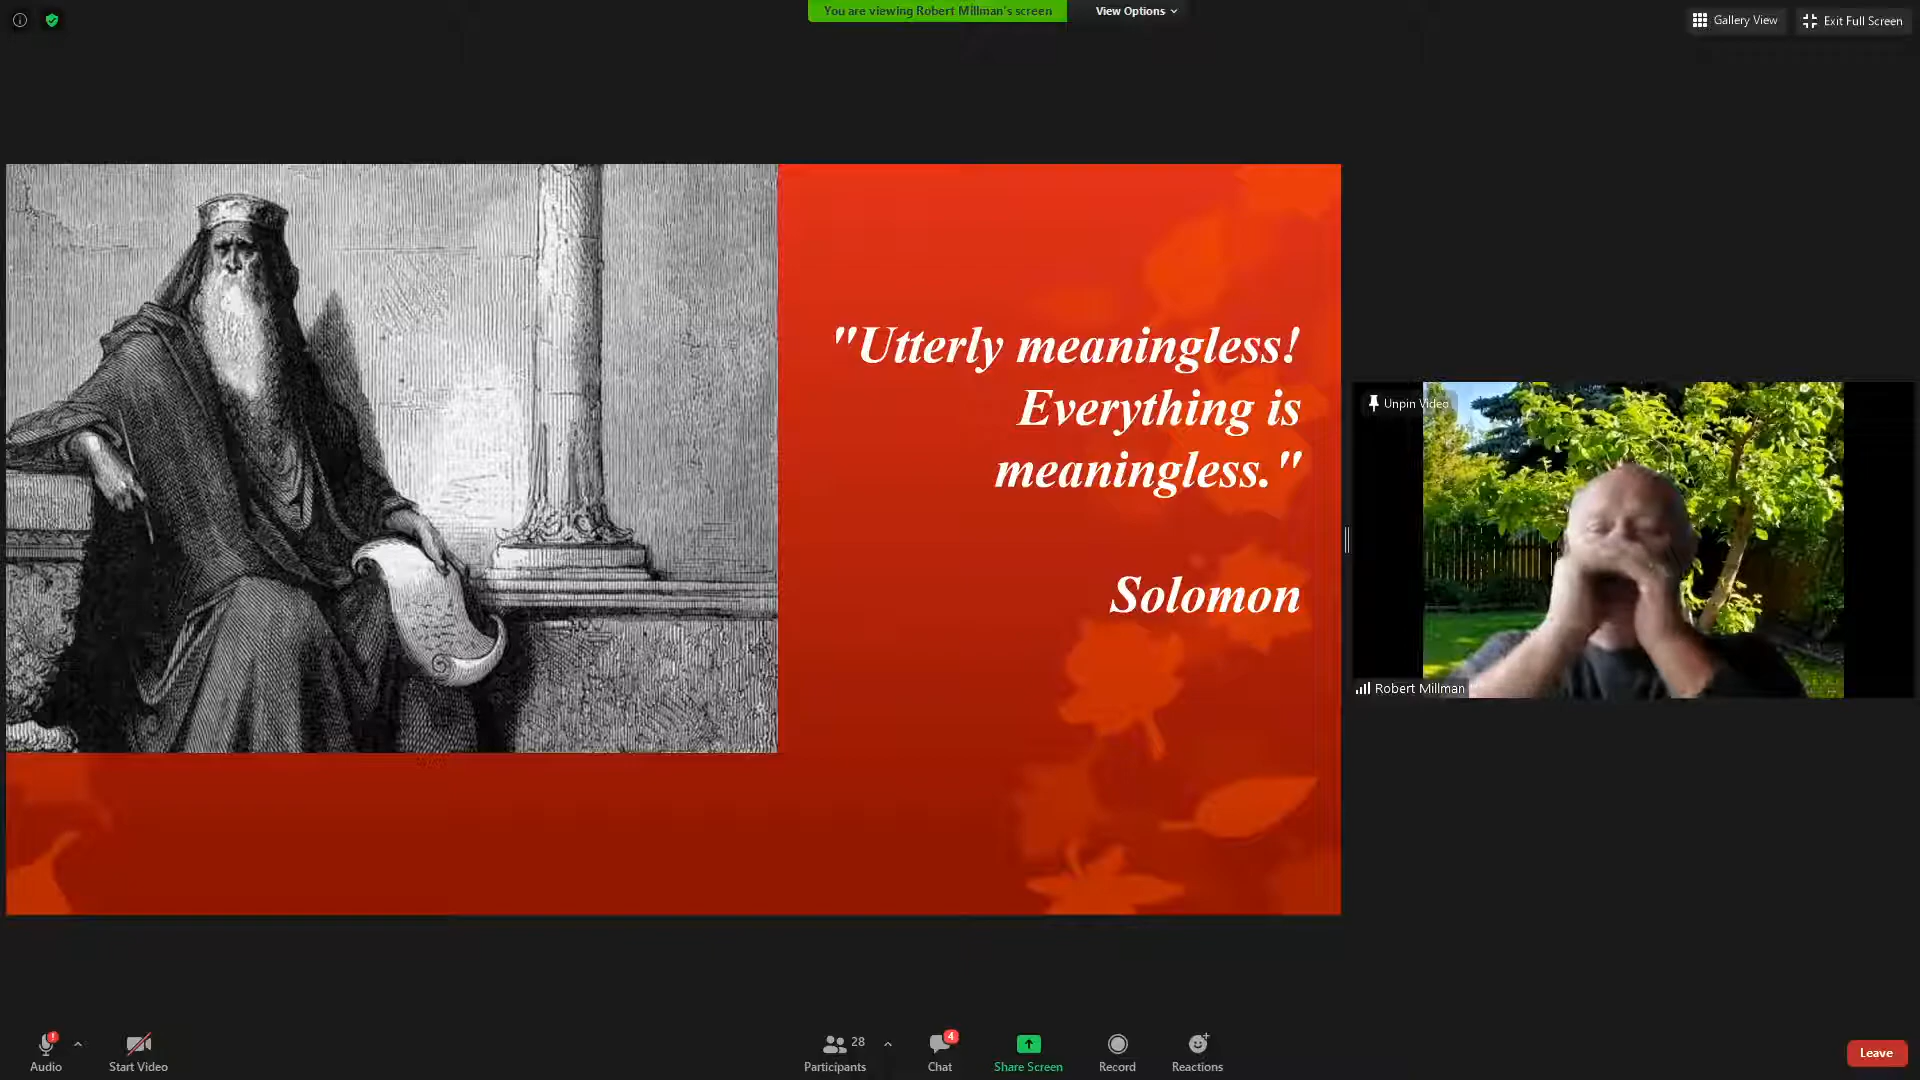 You are viewing Robert Millman's screen
View Options
Gallery View
Exit Full Screen
"Utterly meaningless!
Everything is
meaningless."
Solomon
Unpin Video
Robert Millman
Audio
Start Video
28
Participants
4
Chat
Share Screen
Record
Reactions
Leave